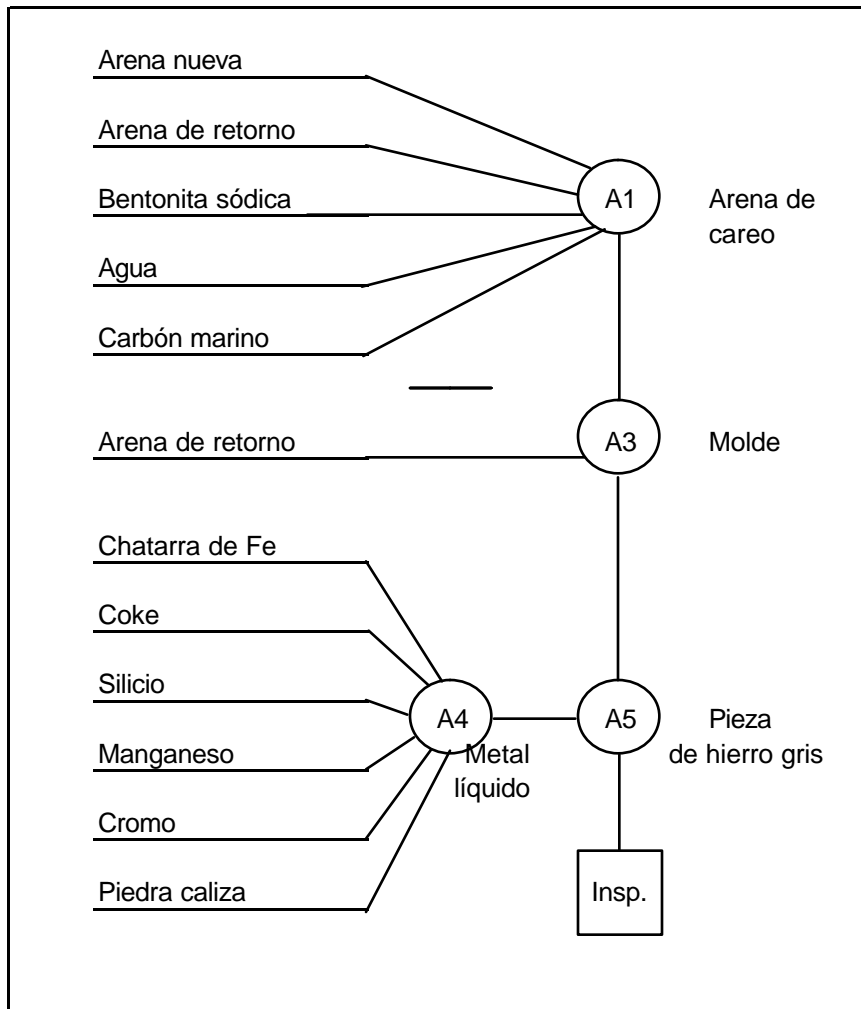 Arena nueva
Arena de retorno
Bentonita sódica
Agua
Carbón marino
A1
Arena de
careo
Arena de retorno
A3
Molde
Chatarra de Fe
Coke
Silicio
Manganeso
Cromo
Piedra caliza
A4
Metal
líquido
A5
Pieza
de hierro gris
Insp.